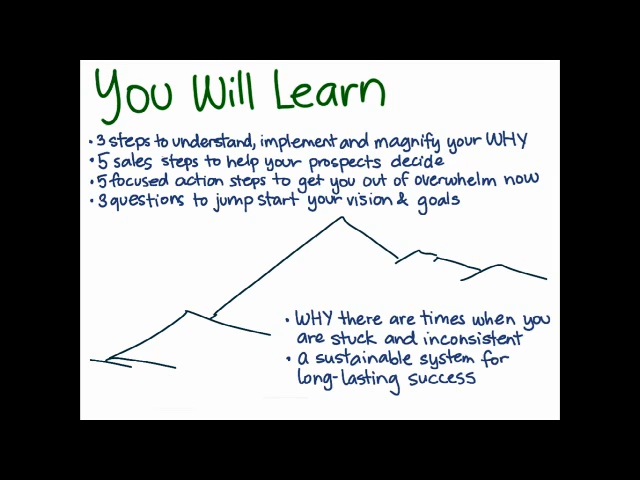 You Will Learn
• 3 steps to understand, implement and magnify your WHY
• 5 sales steps to help your prospects decide
• 5 focused action steps to get you out of overwhelm now
• 3 questions to jump start your vision & goals
• WHY there are times when you
are stuck and inconsistent
• a sustainable system for
long-lasting success